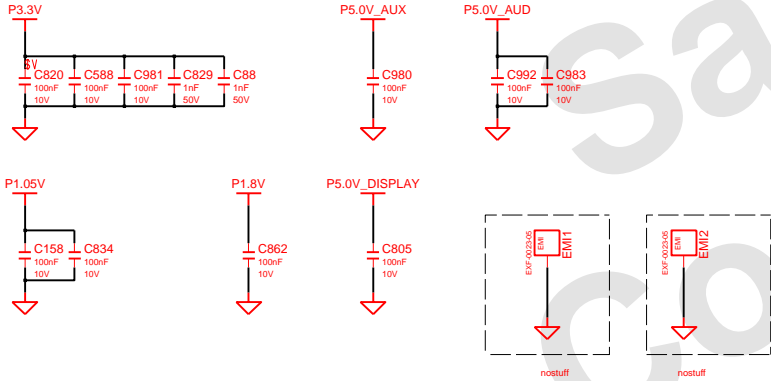 P3.3V
P5.0V_AUX
P5.0V_AUD
$V
C820
100nF
10V
C588
100nF
10V
C981
100nF
10V
C829
1nF
50V
C88
1nF
50V
C980
100nF
10V
C992
100nF
10V
C983
100nF
10V
P1.05V
P1.8V
P5.0V_DISPLAY
C158
100nF
10V
C834
100nF
10V
C862
100nF
10V
C805
100nF
10V
EXF-0023-05
EMI
EMI1
EXF-0023-05
EMI
EMI2
nostuff
nostuff
Sa
Co